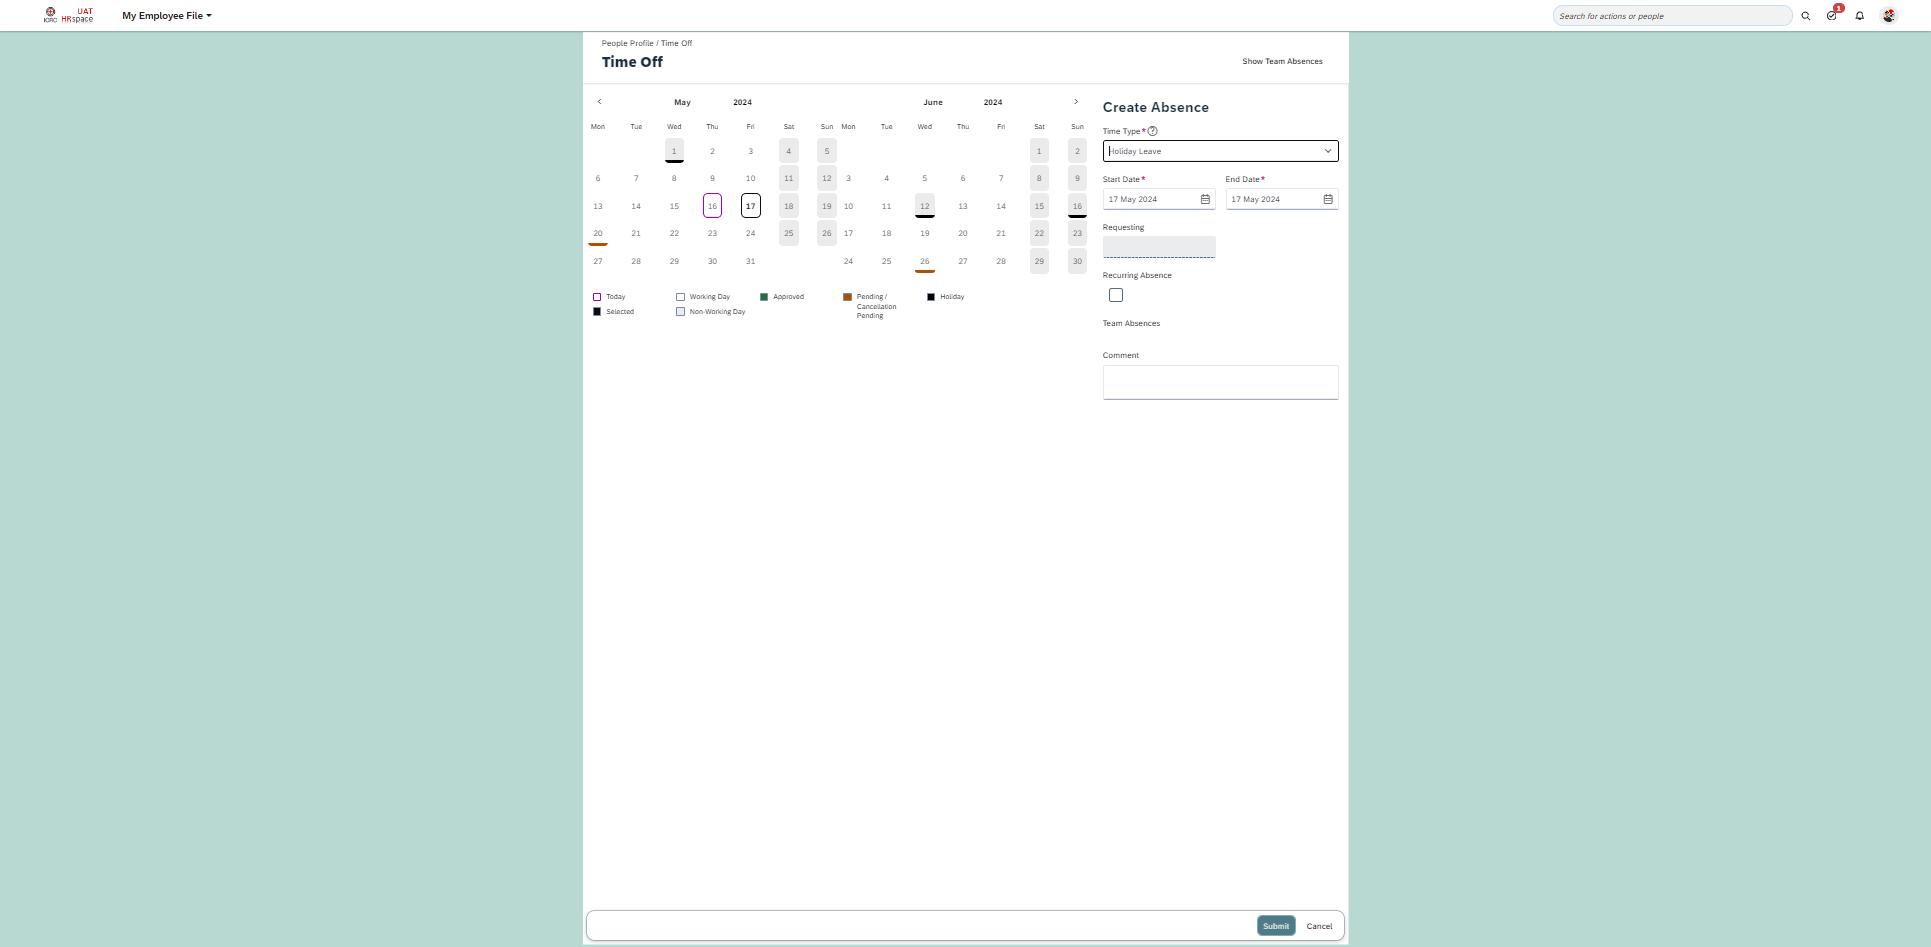 ICRC
UAT
HRspace
My Employee File
Search for actions or people
1
People Profile / Time Off
Time Off
Show Team Absences
May 2024
June 2024
Mon Tue Wed Thu Fri Sat Sun Mon Tue Wed Thu Fri Sat Sun
1 2 3 4 5 1 2
6 7 8 9 10 11 12 3 4 5 6 7 8 9
13 14 15 16 17 18 19 10 11 12 13 14 15 16
20 21 22 23 24 25 26 17 18 19 20 21 22 23
27 28 29 30 31 24 25 26 27 28 29 30
Today
Working Day
Approved
Pending /
Cancellation
Pending
Holiday
Selected
Non-Working Day
Create Absence
Time Type*
?
Holiday Leave
Start Date*
End Date*
17 May 2024
17 May 2024
Requesting
Recurring Absence
Team Absences
Comment
Submit
Cancel